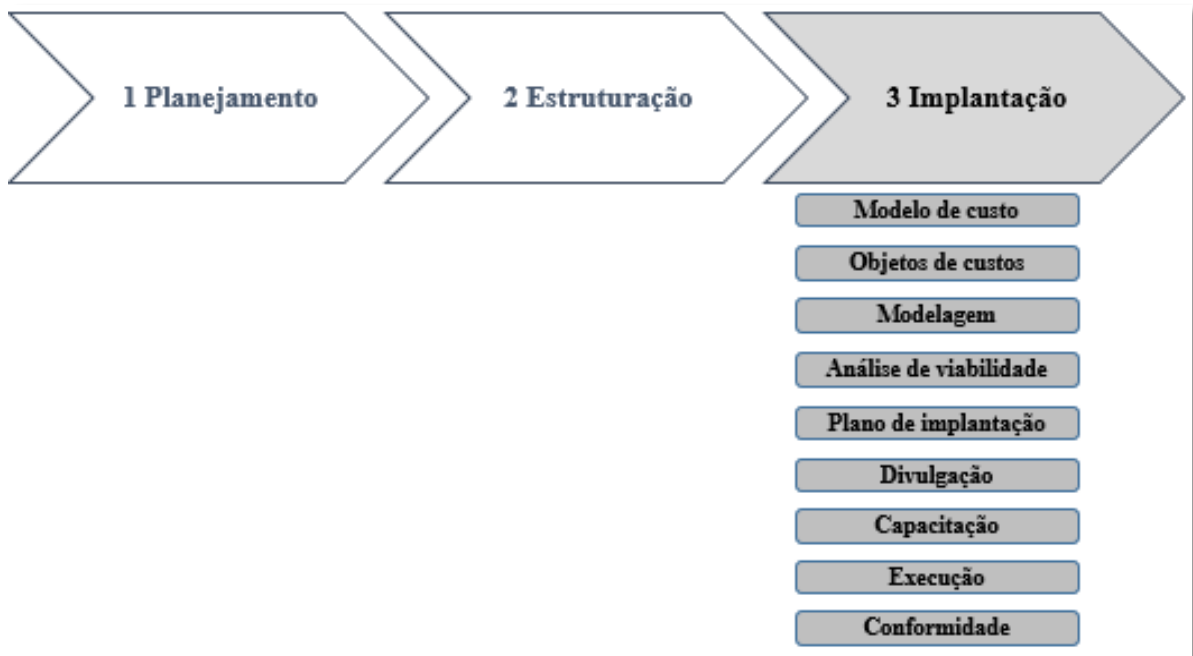 1 Planejamento
2 Estruturação
3 Implantação
Modelo de custo
Objetos de custos
Modelagem
Análise de viabilidade
Plano de implantação
Divulgação
Capacitação
Execução
Conformidade